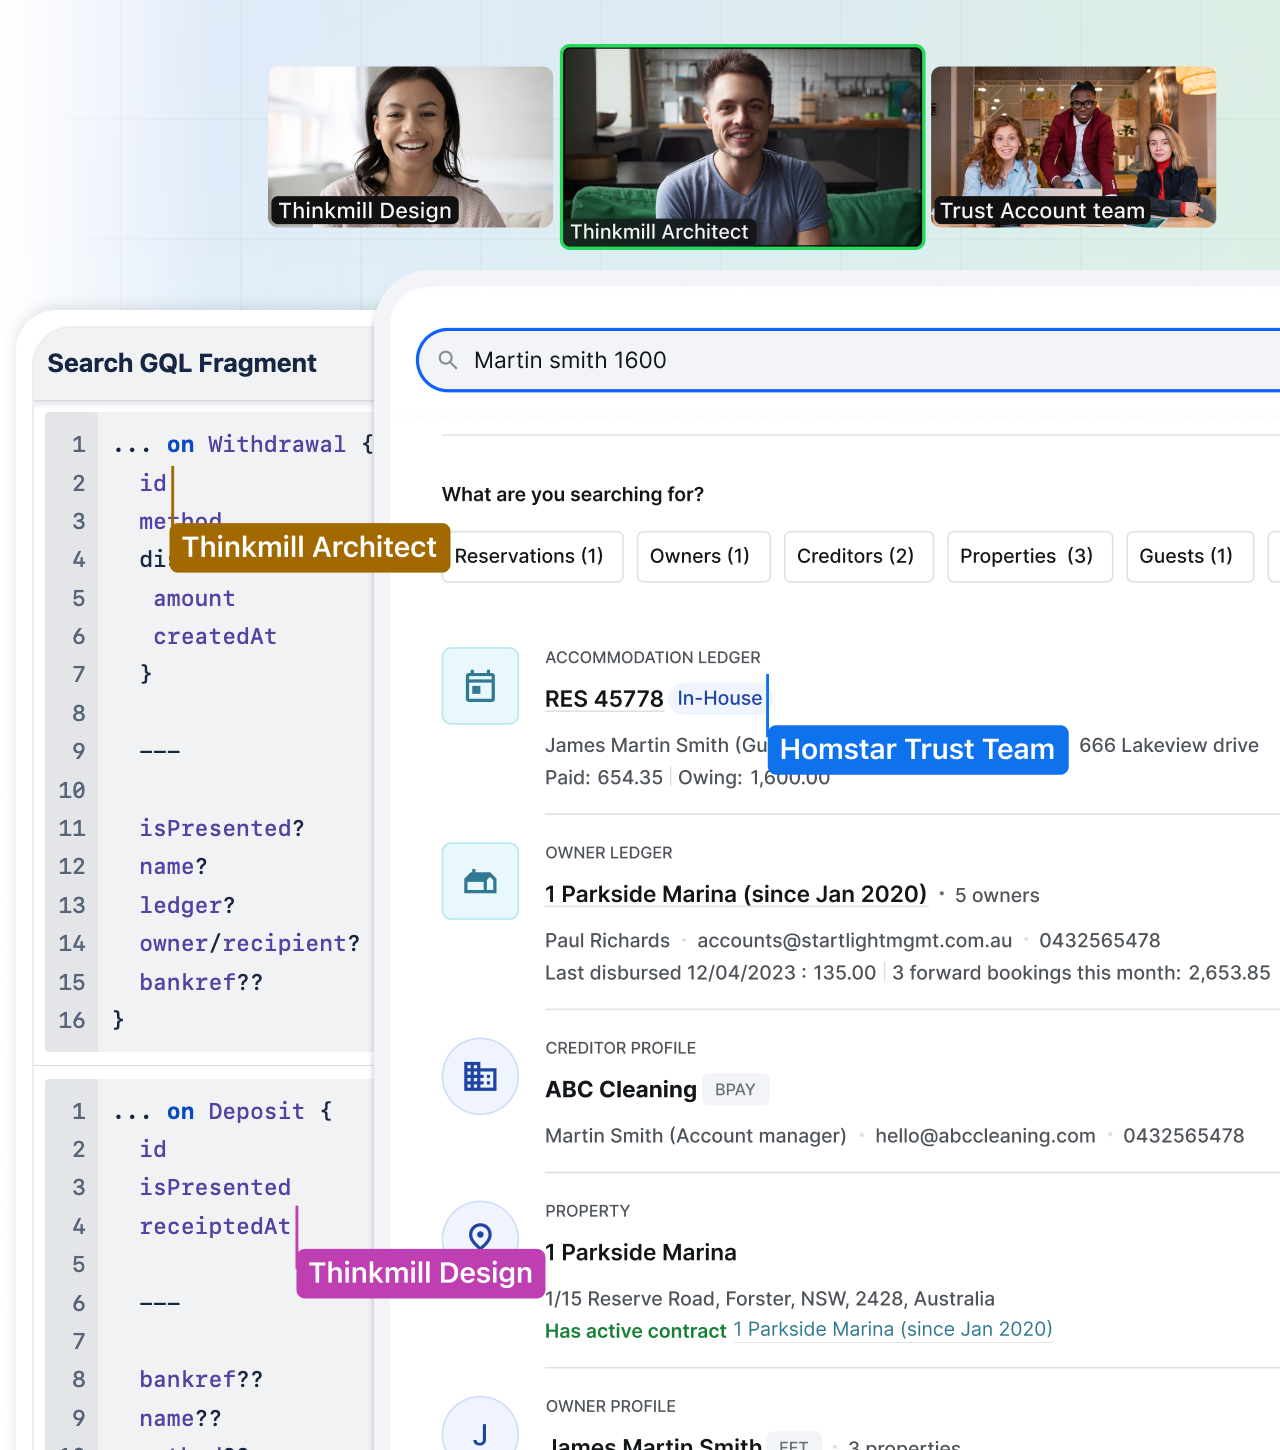 Thinkmill Design
Thinkmill Architect
Trust Account team
Search GQL Fragment
1 ... on Withdrawal {
2 id
3 method
4
5 amount
6 createdAt
7 }
8
9 ---
10
11 isPresented?
12 name?
13 ledger?
14 owner/recipient?
15 bankref??
16 }
Thinkmill Architect
1 ... on Deposit {
2 id
3 isPresented
4 receiptedAt
5
6 ---
7
8 bankref??
9 name??
Thinkmill Design
Martin smith 1600
What are you searching for?
Reservations (1) Owners (1) Creditors (2) Properties (3) Guests (1)
ACCOMMODATION LEDGER
RES 45778 In-House
Homstar Trust Team
James Martin Smith 666 Lakeview drive
Paid: 654.35 Owing: 1,600.00
OWNER LEDGER
1 Parkside Marina (since Jan 2020) • 5 owners
Paul Richards • accounts@startlightmgmt.com.au • 0432565478
Last disbursed 12/04/2023 : 135.00 3 forward bookings this month: 2,653.85
CREDITOR PROFILE
ABC Cleaning BPAY
Martin Smith (Account manager) • hello@abccleaning.com • 0432565478
PROPERTY
1 Parkside Marina
1/15 Reserve Road, Forster, NSW, 2428, Australia
Has active contract 1 Parkside Marina (since Jan 2020)
OWNER PROFILE
J James Martin Smith EFT • 3 properties